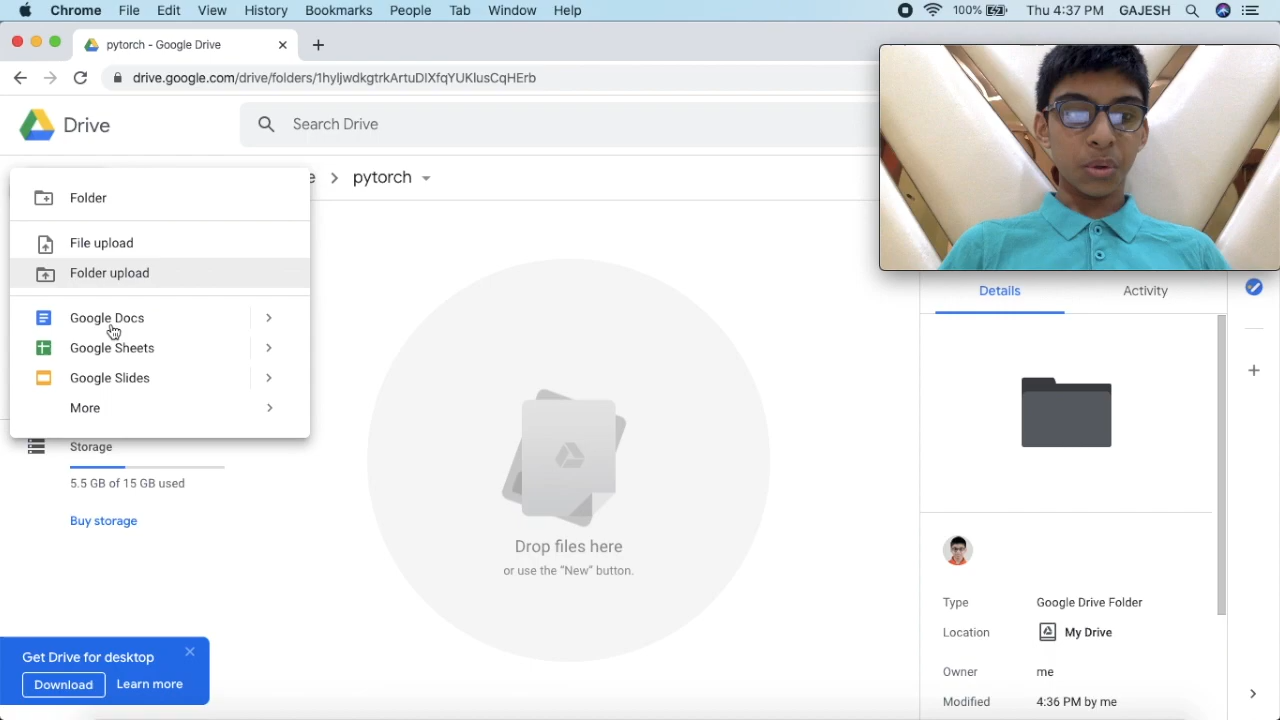 Chrome File Edit View History Bookmarks People Tab Window Help 100% Thu 4:37 PM GAJESH
pytorch - Google Drive
drive.google.com/drive/folders/1hyljwdkgtrkArtuDIXfqYUKlusCqHErb
Drive Search Drive
e > pytorch
Folder
File upload
Folder upload
Google Docs
Google Sheets
Google Slides
More
Storage
5.5 GB of 15 GB used
Buy storage
Drop files here
or use the "New" button.
Get Drive for desktop
Download Learn more
Details Activity
Type Google Drive Folder
Location My Drive
Owner me
Modified 4:36 PM by me